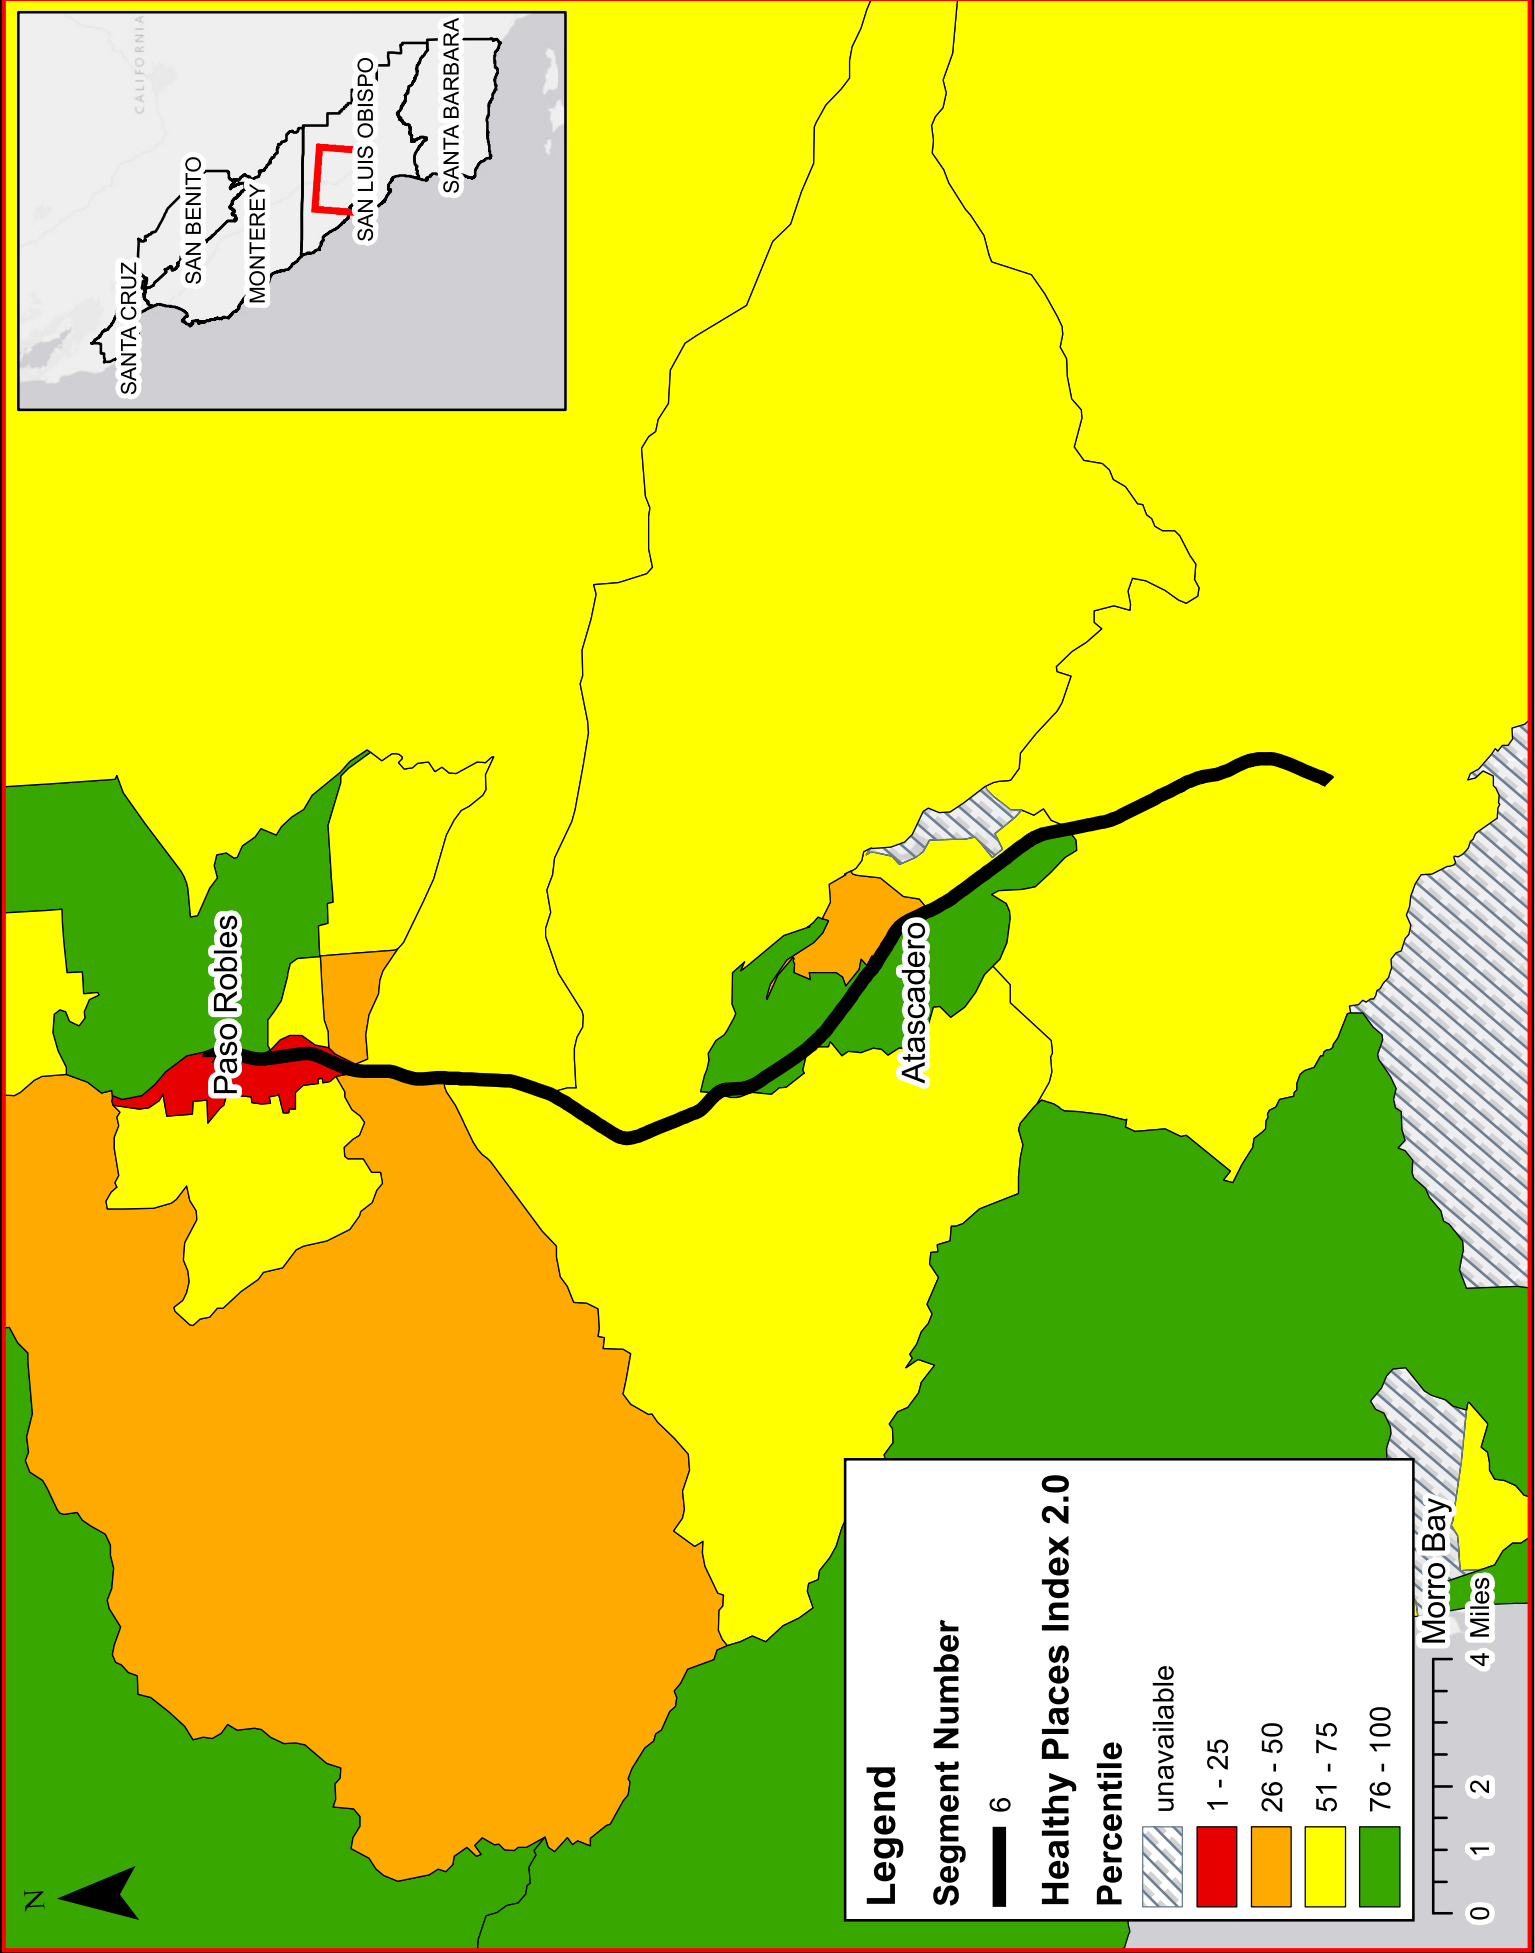 N
Paso Robles
Atascadero
Morro Bay
CALIFORNIA
SANTA CRUZ
SAN BENITO
MONTEREY
SAN LUIS OBISPO
SANTA BARBARA
Legend
Segment Number
6
Healthy Places Index 2.0
Percentile
unavailable
1 - 25
26 - 50
51 - 75
76 - 100
0 1 2 4 Miles